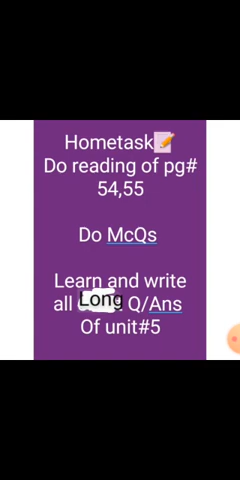 Hometask📝
Do reading of pg#
54,55
Do McQs
Learn and write
all Long Q/Ans
Of unit#5